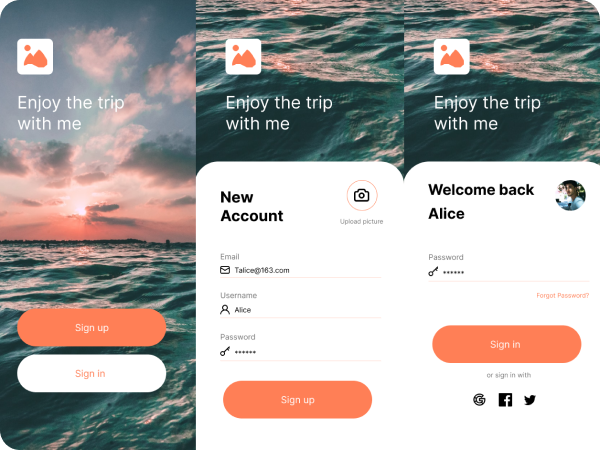 Enjoy the trip
with me
Sign up
Sign in
Enjoy the trip
with me
New
Account
Upload picture
Email
Talice@163.com
Username
Alice
Password
******
Sign up
Enjoy the trip
with me
Welcome back
Alice
Password
******
Forgot Password?
Sign in
or sign in with